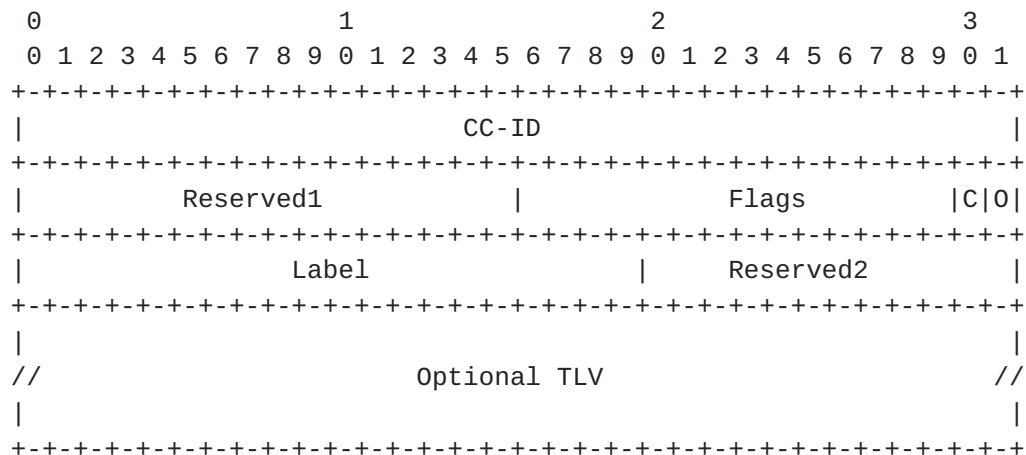 0                   1                   2                   3
 0 1 2 3 4 5 6 7 8 9 0 1 2 3 4 5 6 7 8 9 0 1 2 3 4 5 6 7 8 9 0 1
+-+-+-+-+-+-+-+-+-+-+-+-+-+-+-+-+-+-+-+-+-+-+-+-+-+-+-+-+-+-+-+-+
|                            CC-ID                              |
+-+-+-+-+-+-+-+-+-+-+-+-+-+-+-+-+-+-+-+-+-+-+-+-+-+-+-+-+-+-+-+-+
|          Reserved1            |             Flags         |C|O|
+-+-+-+-+-+-+-+-+-+-+-+-+-+-+-+-+-+-+-+-+-+-+-+-+-+-+-+-+-+-+-+-+
|                 Label                 |     Reserved2         |
+-+-+-+-+-+-+-+-+-+-+-+-+-+-+-+-+-+-+-+-+-+-+-+-+-+-+-+-+-+-+-+-+
|                                                               |
//                        Optional TLV                         //
|                                                               |
+-+-+-+-+-+-+-+-+-+-+-+-+-+-+-+-+-+-+-+-+-+-+-+-+-+-+-+-+-+-+-+-+